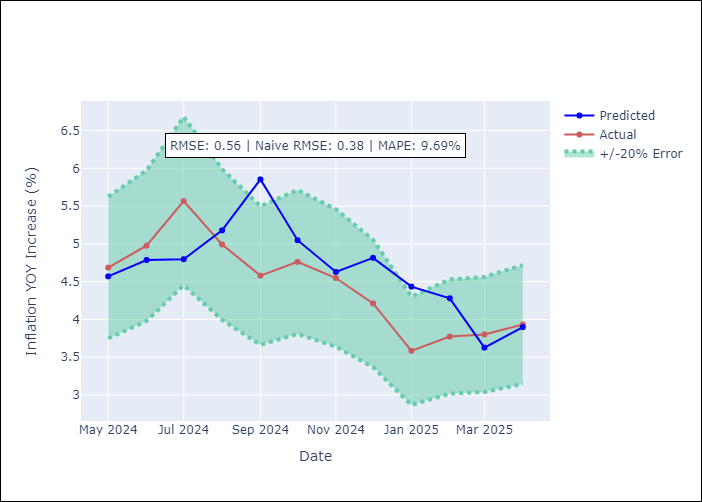 Predicted
Actual
+/-20% Error
RMSE: 0.56 | Naive RMSE: 0.38 | MAPE: 9.69%
Inflation YOY Increase (%)
6.5
6
5.5
5
4.5
4
3.5
3
May 2024 Jul 2024 Sep 2024 Nov 2024 Jan 2025 Mar 2025
Date